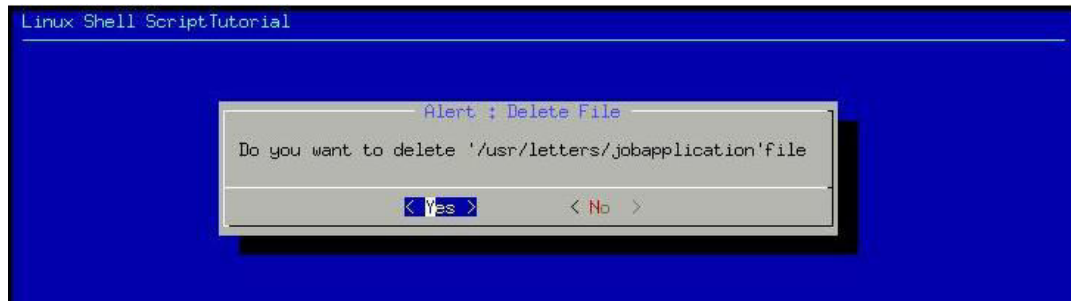 Linux Shell ScriptTutorial
Alert : Delete File
Do you want to delete '/usr/letters/jobapplication'file
< Yes > < No >